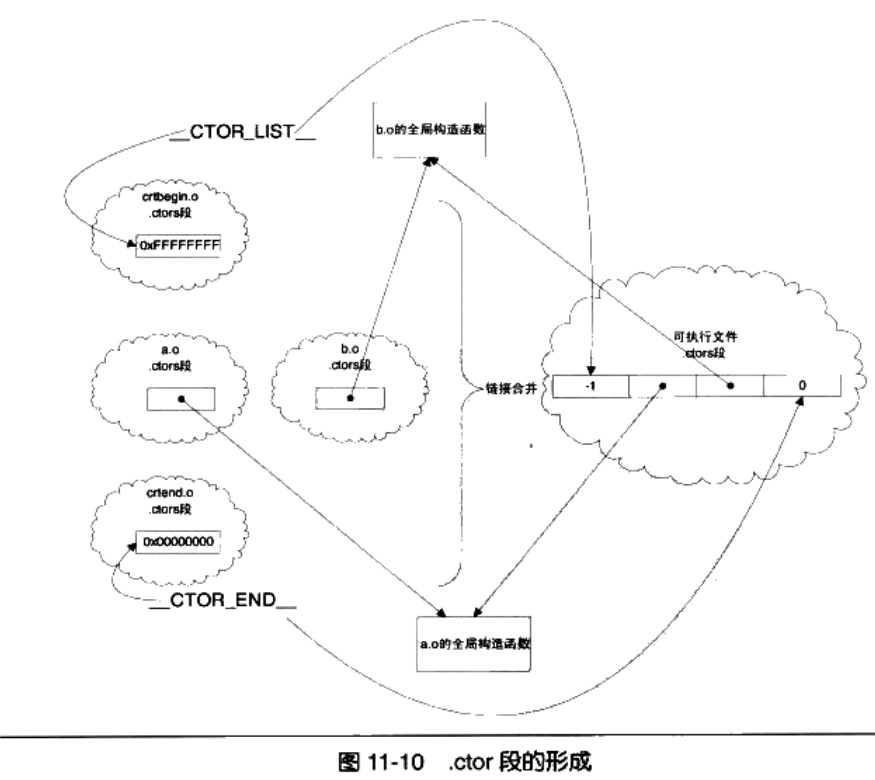 __CTOR_LIST__
b.o的全局构造函数
crtbegin.o
.ctors段
0xFFFFFFFF
a.o
.ctors段
b.o
.ctors段
链接合并
可执行文件
.ctors段
-1
0
crtend.o
.ctors段
0x00000000
__CTOR_END__
a.o的全局构造函数
图 11-10 .ctor 段的形成